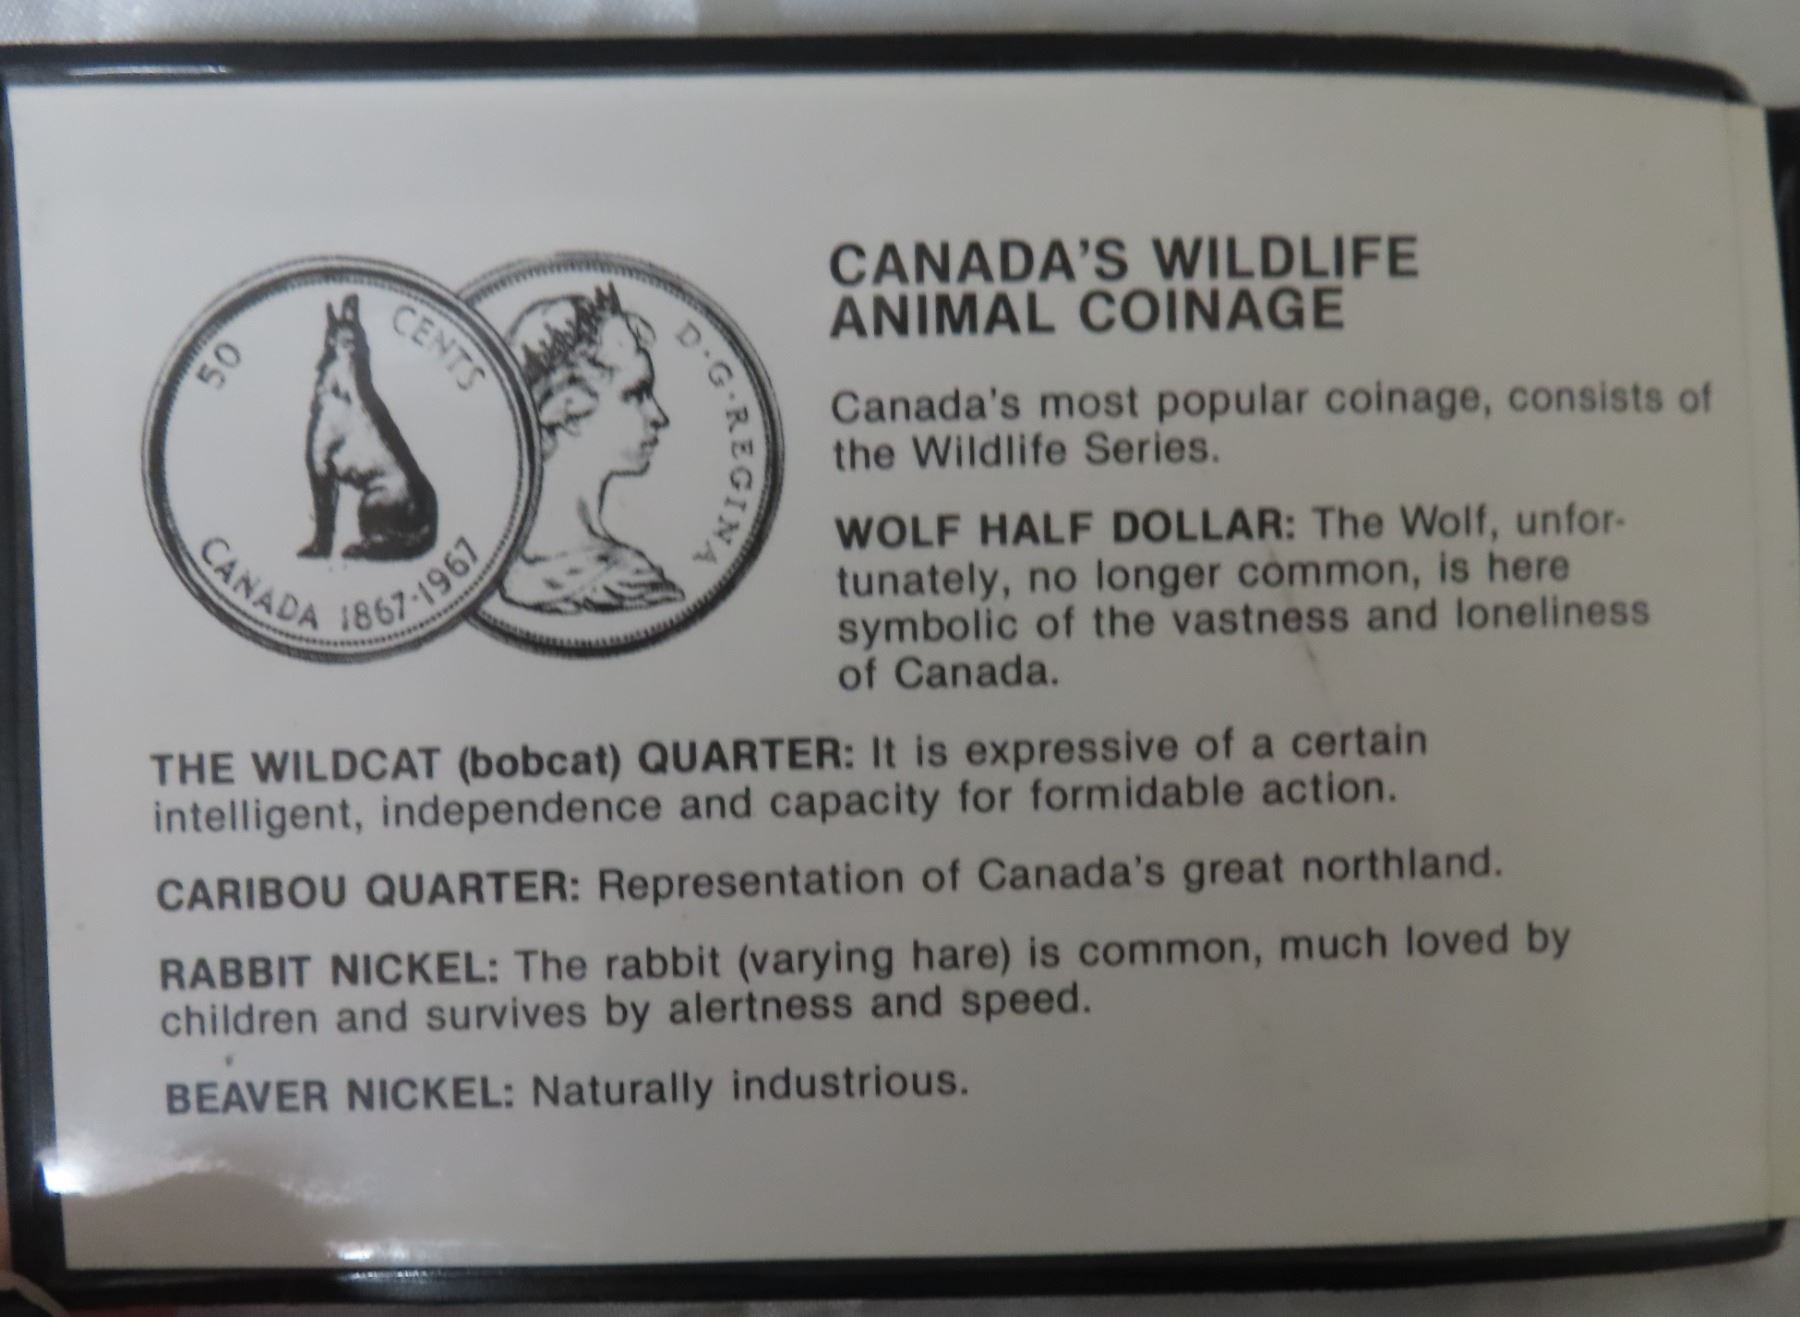 50 CENTS
CANADA 1867-1967
D·G·REGINA
CANADA'S WILDLIFE
ANIMAL COINAGE
Canada's most popular coinage, consists of
the Wildlife Series.
WOLF HALF DOLLAR: The Wolf, unfor-
tunately, no longer common, is here
symbolic of the vastness and loneliness
of Canada.
THE WILDCAT (bobcat) QUARTER: It is expressive of a certain
intelligent, independence and capacity for formidable action.
CARIBOU QUARTER: Representation of Canada's great northland.
RABBIT NICKEL: The rabbit (varying hare) is common, much loved by
children and survives by alertness and speed.
BEAVER NICKEL: Naturally industrious.